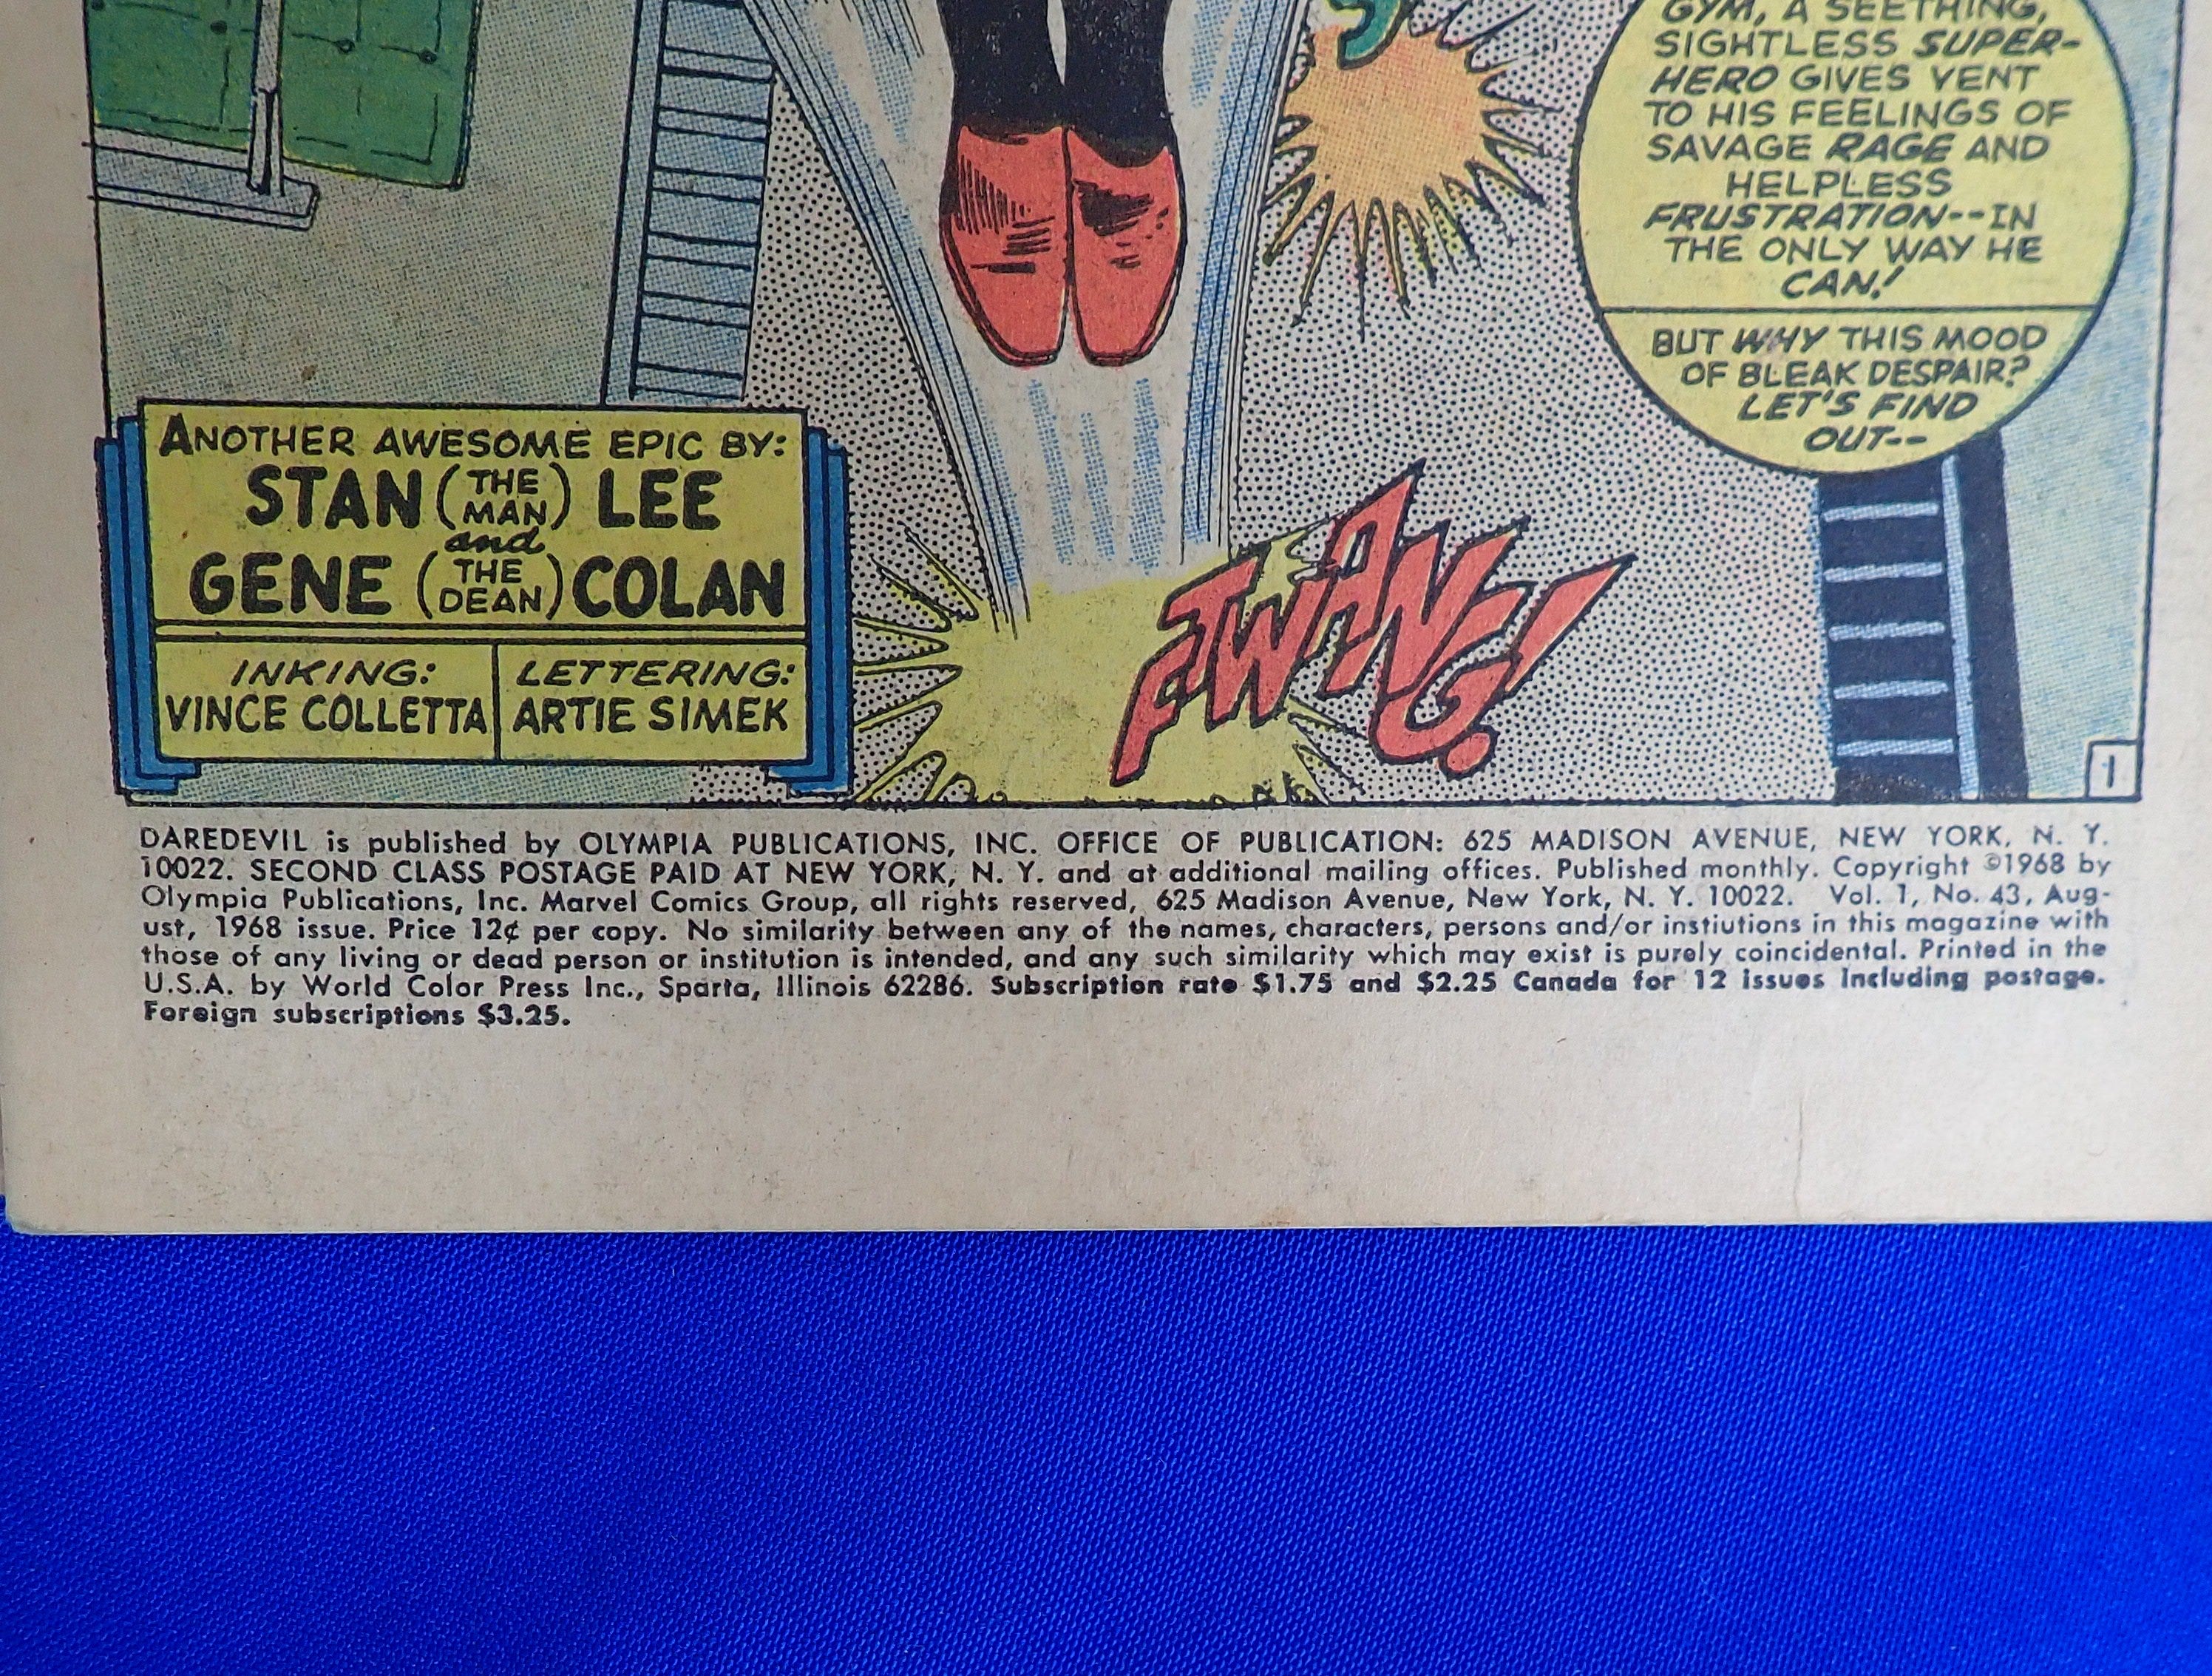 GYM, A SEETHING,
SIGHTLESS SUPER-
HERO GIVES VENT
TO HIS FEELINGS OF
SAVAGE RAGE AND
HELPLESS
FRUSTRATION--IN
THE ONLY WAY HE
CAN!
BUT WHY THIS MOOD
OF BLEAK DESPAIR?
LET'S FIND
OUT--
ANOTHER AWESOME EPIC BY:
STAN (THE MAN) LEE
and
GENE (THE DEAN) COLAN
INKING:
VINCE COLLETTA
LETTERING:
ARTIE SIMEK
FTWANG!
1
DAREDEVIL is published by OLYMPIA PUBLICATIONS, INC. OFFICE OF PUBLICATION: 625 MADISON AVENUE, NEW YORK, N. Y.
10022. SECOND CLASS POSTAGE PAID AT NEW YORK, N. Y. and at additional mailing offices. Published monthly. Copyright ©1968 by
Olympia Publications, Inc. Marvel Comics Group, all rights reserved, 625 Madison Avenue, New York, N. Y. 10022. Vol. 1, No. 43, Aug-
ust, 1968 issue. Price 12¢ per copy. No similarity between any of the names, characters, persons and/or instiutions in this magazine with
those of any living or dead person or institution is intended, and any such similarity which may exist is purely coincidental. Printed in the
U.S.A. by World Color Press Inc., Sparta, Illinois 62286. Subscription rate $1.75 and $2.25 Canada for 12 issues including postage.
Foreign subscriptions $3.25.